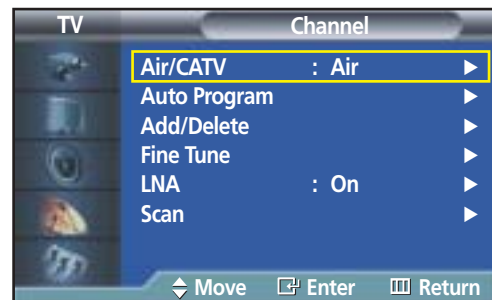 TV Channel
Air/CATV : Air
Auto Program
Add/Delete
Fine Tune
LNA : On
Scan
Move Enter Return